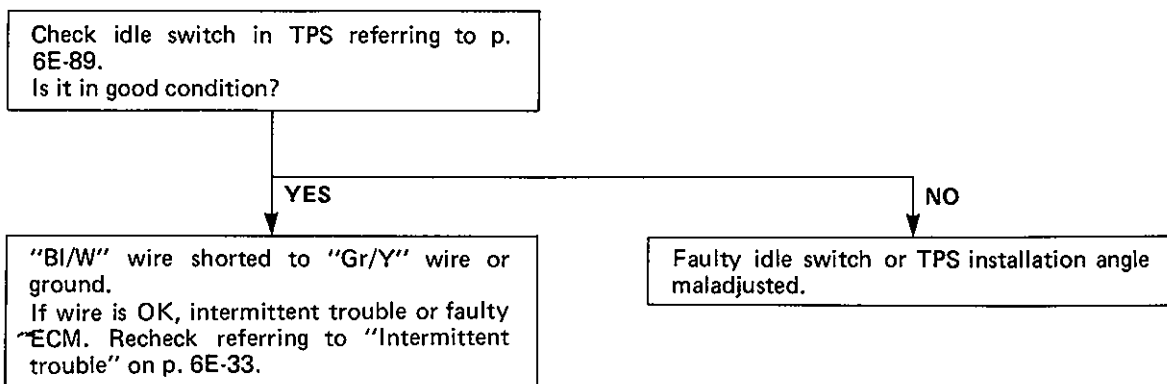 Check idle switch in TPS referring to p.
6E-89.
Is it in good condition?
YES
NO
"Bl/W" wire shorted to "Gr/Y" wire or
ground.
If wire is OK, intermittent trouble or faulty
ECM. Recheck referring to "Intermittent
trouble" on p. 6E-33.
Faulty idle switch or TPS installation angle
maladjusted.